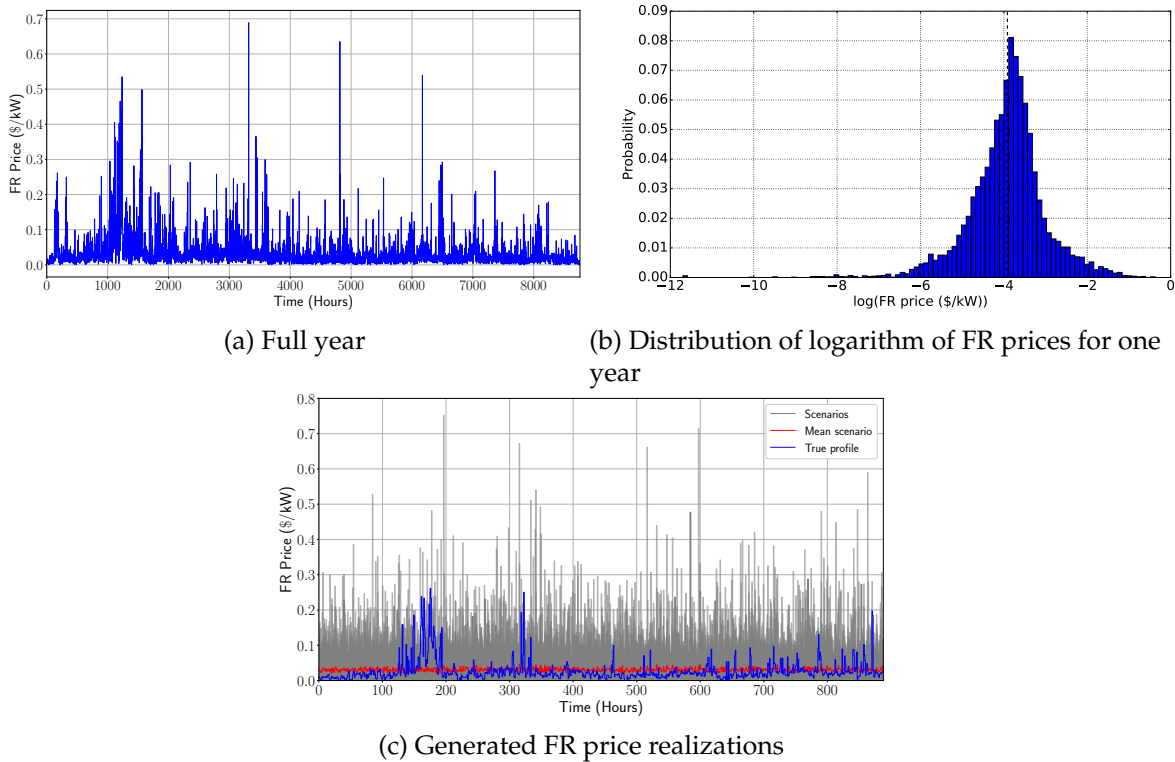 0.7
0.6
0.5
0.4
0.3
0.2
0.1
0.0
FR Price ($/kW)
0 1000 2000 3000 4000 5000 6000 7000 8000
Time (Hours)
(a) Full year
0.09
0.08
0.07
0.06
0.05
0.04
0.03
0.02
0.01
0.00
Probability
−12 −10 −8 −6 −4 −2 0
log(FR price ($/kW))
(b) Distribution of logarithm of FR prices for one
year
0.8
0.7
0.6
0.5
0.4
0.3
0.2
0.1
0.0
FR Price ($/kW)
Scenarios
Mean scenario
True profile
0 100 200 300 400 500 600 700 800
Time (Hours)
(c) Generated FR price realizations